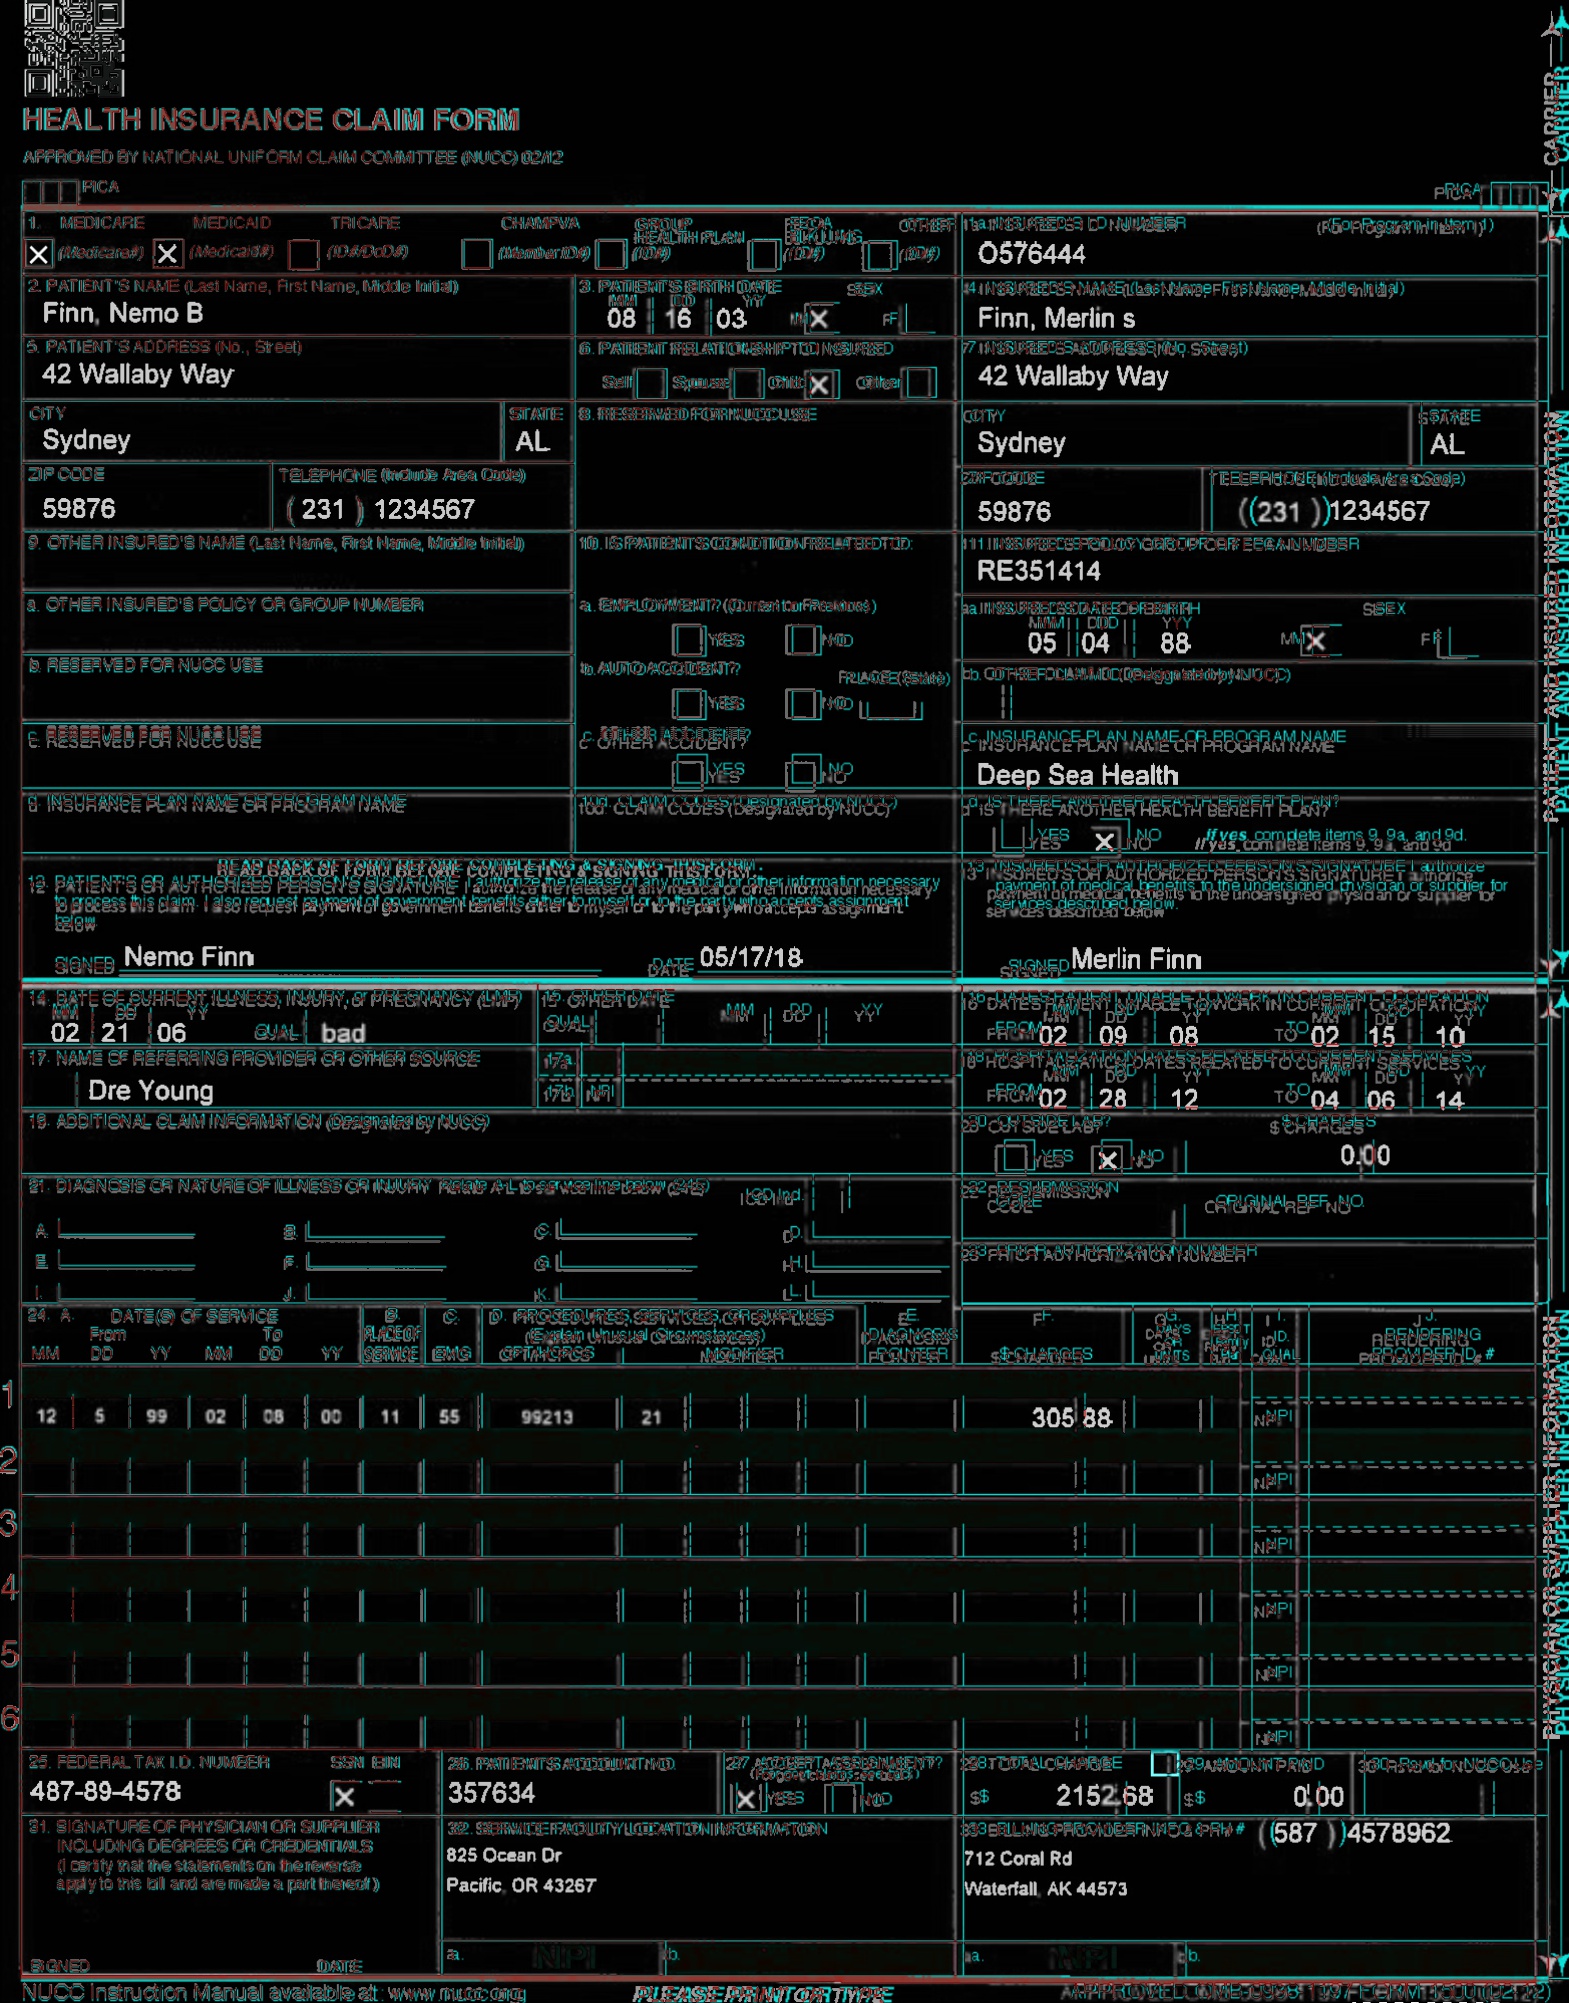 HEALTH INSURANCE CLAIM FORM
APPROVED BY NATIONAL UNIFORM CLAIM COMMITTEE (NUCC) 02/12
PICA PICA
CARRIER
1. MEDICARE MEDICAID TRICARE CHAMPVA GROUP HEALTH PLAN FECA BLK LUNG OTHER 1a. INSURED'S I.D. NUMBER (For Program in Item 1)
X (Medicare#) X (Medicaid#) (ID#/DoD#) (Member ID#) (ID#) (ID#) (ID#) O576444
2. PATIENT'S NAME (Last Name, First Name, Middle Initial) 3. PATIENT'S BIRTH DATE SEX 4. INSURED'S NAME (Last Name, First Name, Middle Initial)
MM DD YY
Finn, Nemo B 08 16 03 M X F Finn, Merlin s
5. PATIENT'S ADDRESS (No., Street) 6. PATIENT RELATIONSHIP TO INSURED 7. INSURED'S ADDRESS (No., Street)
42 Wallaby Way Self Spouse Child X Other 42 Wallaby Way
CITY STATE 8. RESERVED FOR NUCC USE CITY STATE
Sydney AL Sydney AL
ZIP CODE TELEPHONE (Include Area Code) ZIP CODE TELEPHONE (Include Area Code)
59876 ( 231 ) 1234567 59876 (231 ) 1234567
9. OTHER INSURED'S NAME (Last Name, First Name, Middle Initial) 10. IS PATIENT'S CONDITION RELATED TO: 11. INSURED'S POLICY GROUP OR FECA NUMBER
RE351414
a. OTHER INSURED'S POLICY OR GROUP NUMBER a. EMPLOYMENT? (Current or Previous) a. INSURED'S DATE OF BIRTH SEX
MM DD YY
YES NO 05 04 88 M X F
b. RESERVED FOR NUCC USE b. AUTO ACCIDENT? PLACE (State) b. OTHER CLAIM ID (Designated by NUCC)
YES NO
c. RESERVED FOR NUCC USE c. OTHER ACCIDENT? c. INSURANCE PLAN NAME OR PROGRAM NAME
YES NO Deep Sea Health
d. INSURANCE PLAN NAME OR PROGRAM NAME 10d. CLAIM CODES (Designated by NUCC) d. IS THERE ANOTHER HEALTH BENEFIT PLAN?
YES X NO If yes, complete items 9, 9a, and 9d.
PATIENT AND INSURED INFORMATION
READ BACK OF FORM BEFORE COMPLETING & SIGNING THIS FORM.
12. PATIENT'S OR AUTHORIZED PERSON'S SIGNATURE I authorize the release of any medical or other information necessary
to process this claim. I also request payment of government benefits either to myself or to the party who accepts assignment
below.
13. INSURED'S OR AUTHORIZED PERSON'S SIGNATURE I authorize
payment of medical benefits to the undersigned physician or supplier for
services described below.
SIGNED Nemo Finn DATE 05/17/18 SIGNED Merlin Finn
14. DATE OF CURRENT ILLNESS, INJURY, or PREGNANCY (LMP) 15. OTHER DATE 16. DATES PATIENT UNABLE TO WORK IN CURRENT OCCUPATION
MM DD YY MM DD YY MM DD YY MM DD YY
02 21 06 QUAL. bad QUAL. FROM 02 09 08 TO 02 15 10
17. NAME OF REFERRING PROVIDER OR OTHER SOURCE 17a. 18. HOSPITALIZATION DATES RELATED TO CURRENT SERVICES
MM DD YY MM DD YY
Dre Young 17b. NPI FROM 02 28 12 TO 04 06 14
19. ADDITIONAL CLAIM INFORMATION (Designated by NUCC) 20. OUTSIDE LAB? $ CHARGES
YES X NO 0.00
21. DIAGNOSIS OR NATURE OF ILLNESS OR INJURY Relate A-L to service line below (24E) ICD Ind. 22. RESUBMISSION CODE ORIGINAL REF. NO.
A. B. C. D.
E. F. G. H. 23. PRIOR AUTHORIZATION NUMBER
I. J. K. L.
24. A. DATE(S) OF SERVICE B. C. D. PROCEDURES, SERVICES, OR SUPPLIES E. F. G. H. I. J.
From To PLACE OF (Explain Unusual Circumstances) DIAGNOSIS DAYS OR ID. RENDERING
MM DD YY MM DD YY SERVICE EMG CPT/HCPCS MODIFIER POINTER $ CHARGES UNITS QUAL. PROVIDER ID. #
1
12 5 99 02 08 00 11 55 99213 21 305 88 NPI
2
NPI
3
NPI
4
NPI
5
NPI
6
NPI
PHYSICIAN OR SUPPLIER INFORMATION
25. FEDERAL TAX I.D. NUMBER SSN EIN 26. PATIENT'S ACCOUNT NO. 27. ACCEPT ASSIGNMENT? 28. TOTAL CHARGE 29. AMOUNT PAID 30. Rsvd for NUCC Use
487-89-4578 X 357634 X YES NO $ 2152.68 $ 0.00
31. SIGNATURE OF PHYSICIAN OR SUPPLIER
INCLUDING DEGREES OR CREDENTIALS
(I certify that the statements on the reverse
apply to this bill and are made a part thereof.)
32. SERVICE FACILITY LOCATION INFORMATION
825 Ocean Dr
Pacific, OR 43267
33. BILLING PROVIDER INFO & PH # (587 ) 4578962
712 Coral Rd
Waterfall, AK 44573
SIGNED DATE a. NPI b. a. NPI b.
NUCC Instruction Manual available at: www.nucc.org PLEASE PRINT OR TYPE